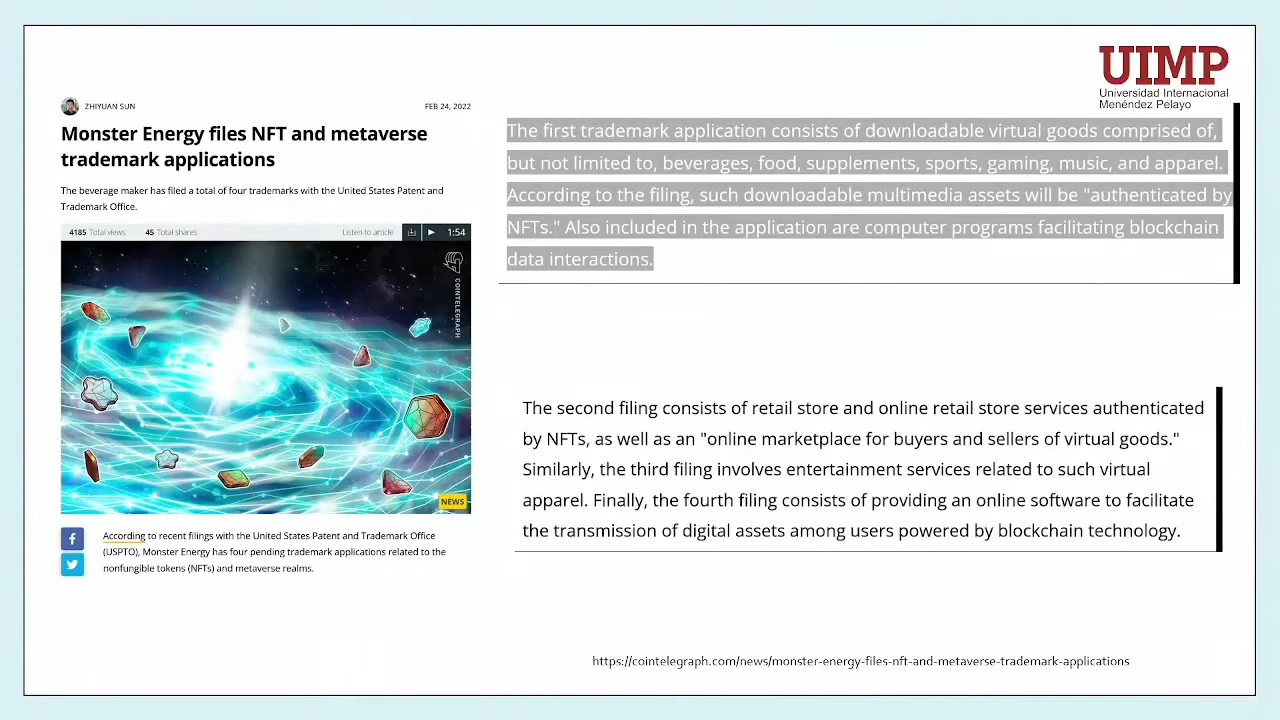 UIMP
Universidad Internacional
Menéndez Pelayo
ZHIYUAN SUN
FEB 24, 2022
Monster Energy files NFT and metaverse
trademark applications
The beverage maker has filed a total of four trademarks with the United States Patent and
Trademark Office.
4185 Total views
45 Total shares
Listen to article
1:54
COINTELEGRAPH
NEWS
According to recent filings with the United States Patent and Trademark Office
(USPTO), Monster Energy has four pending trademark applications related to the
nonfungible tokens (NFTs) and metaverse realms.
The first trademark application consists of downloadable virtual goods comprised of,
but not limited to, beverages, food, supplements, sports, gaming, music, and apparel.
According to the filing, such downloadable multimedia assets will be "authenticated by
NFTs." Also included in the application are computer programs facilitating blockchain
data interactions.
The second filing consists of retail store and online retail store services authenticated
by NFTs, as well as an "online marketplace for buyers and sellers of virtual goods."
Similarly, the third filing involves entertainment services related to such virtual
apparel. Finally, the fourth filing consists of providing an online software to facilitate
the transmission of digital assets among users powered by blockchain technology.
https://cointelegraph.com/news/monster-energy-files-nft-and-metaverse-trademark-applications